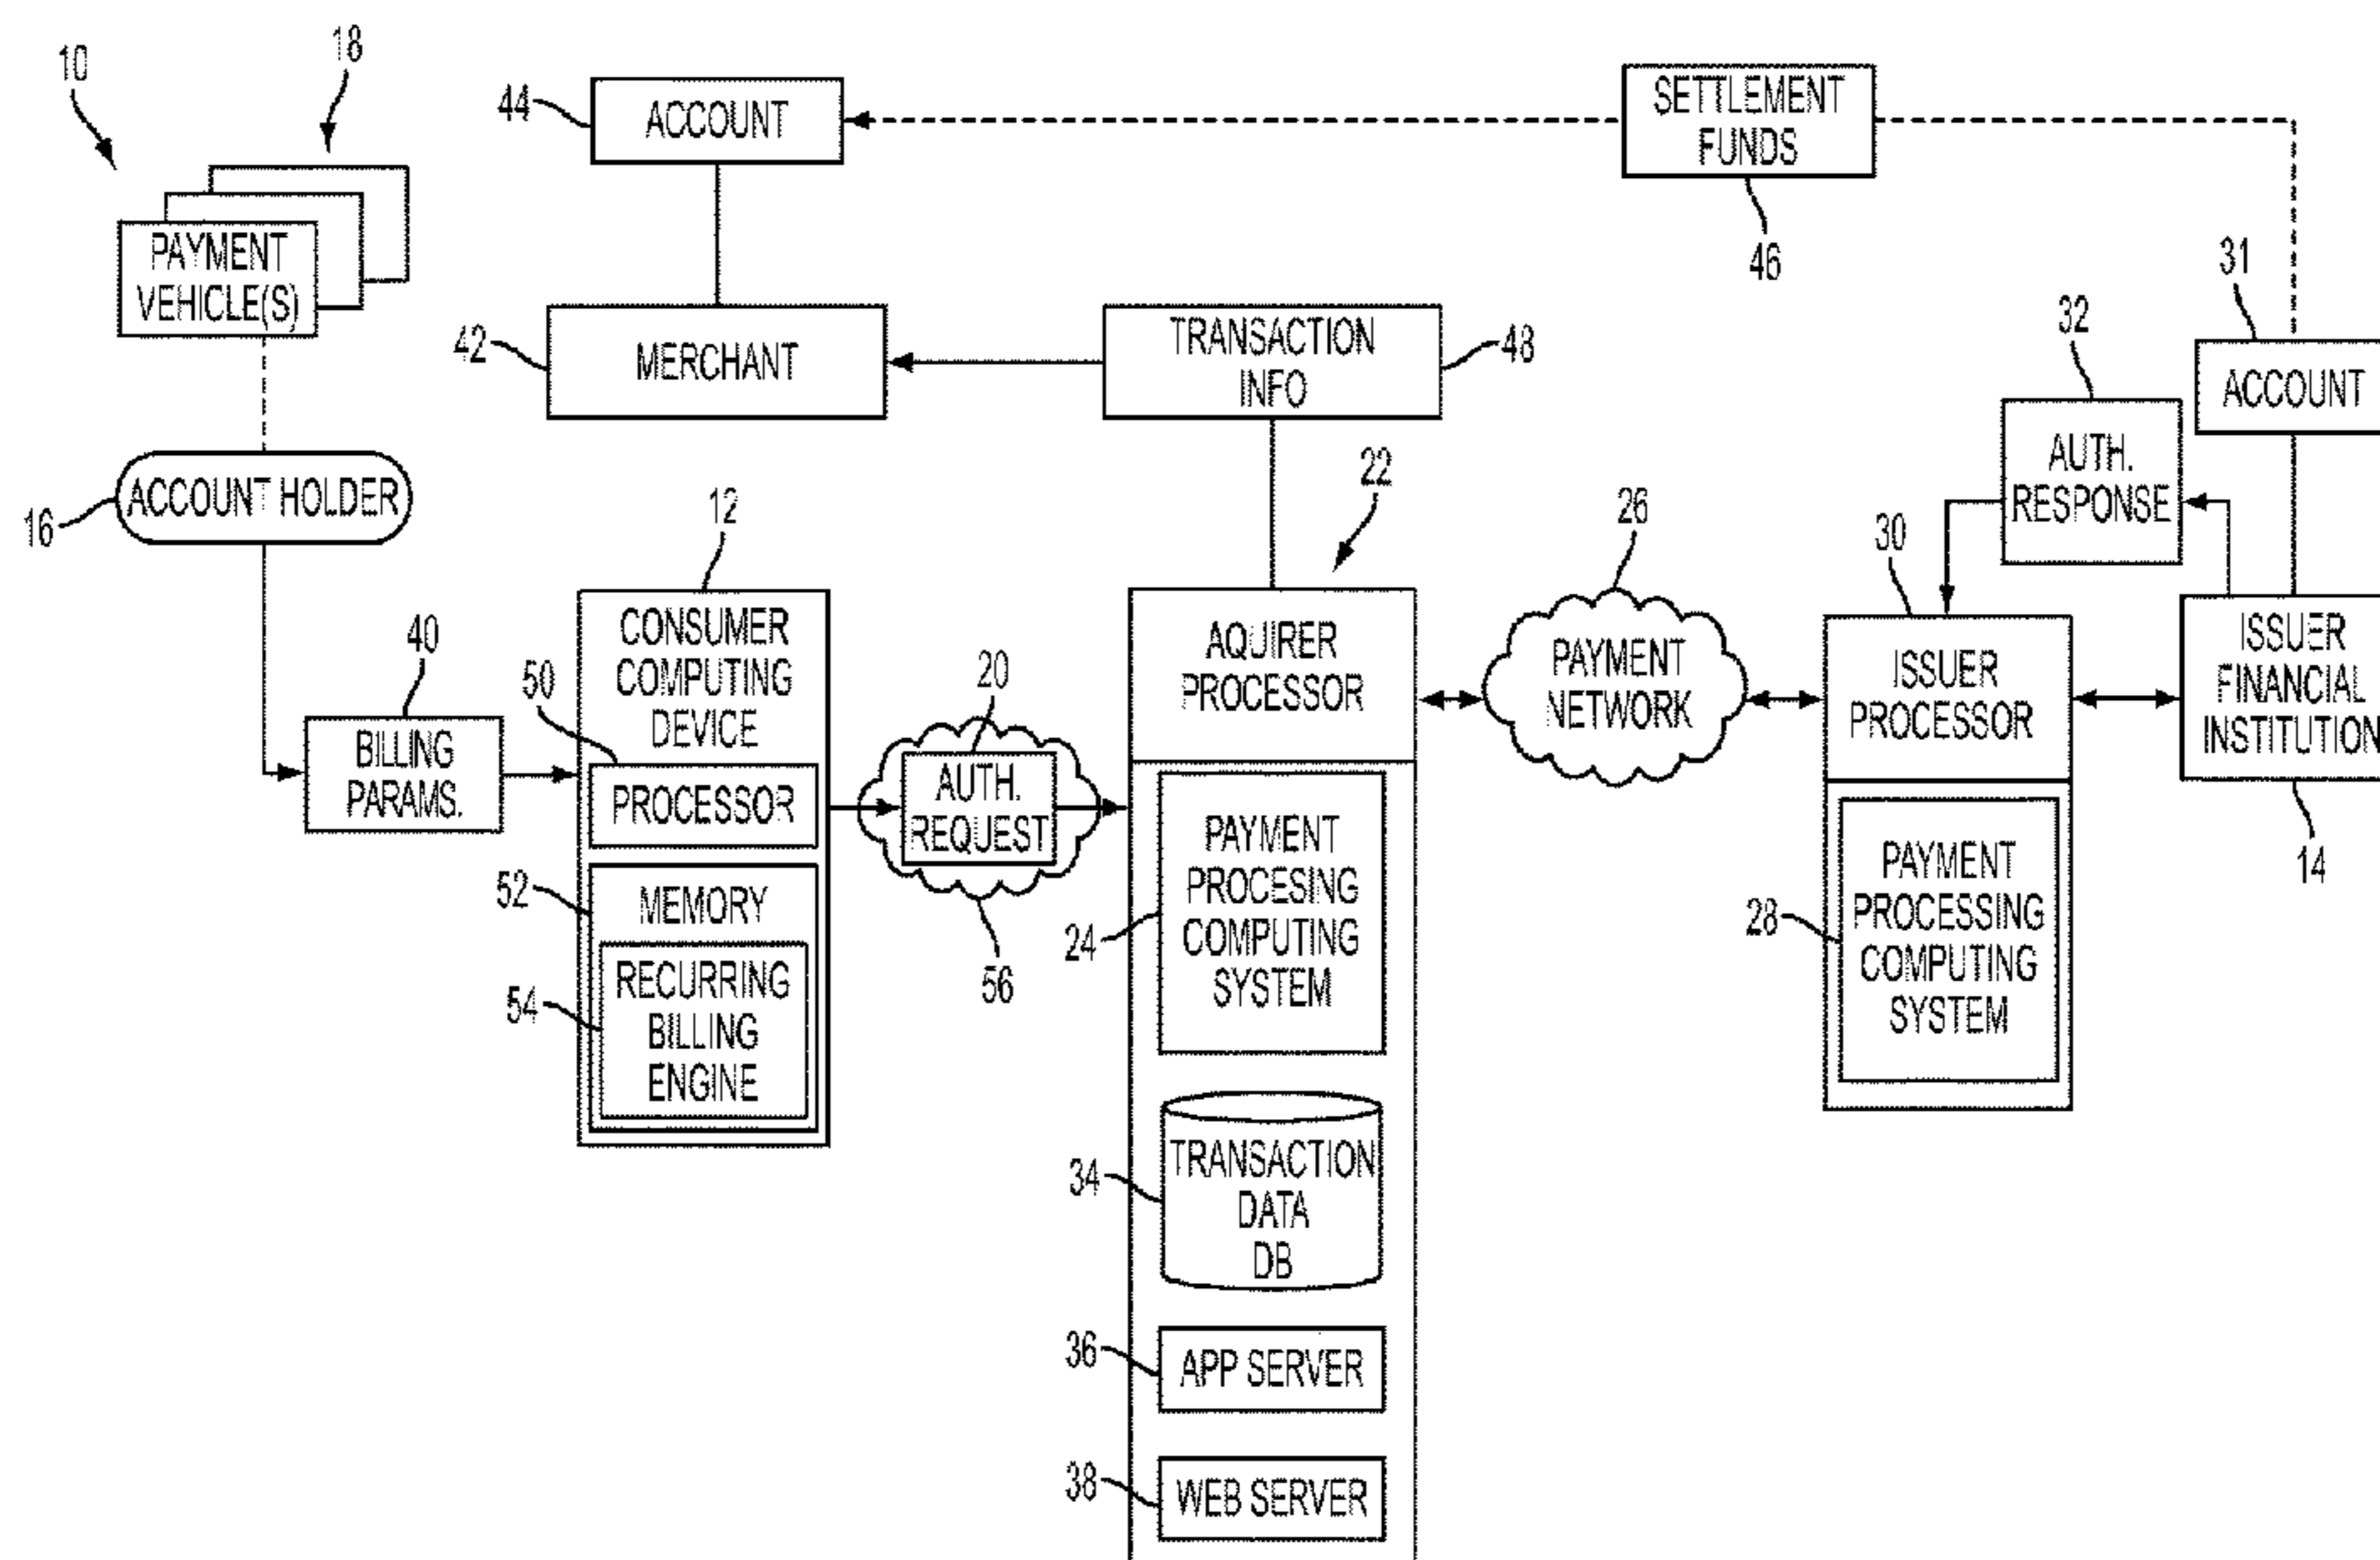 10
18
PAYMENT
VEHICLE(S)
44
ACCOUNT
SETTLEMENT
FUNDS
46
42
MERCHANT
TRANSACTION
INFO
48
31
ACCOUNT
32
AUTH.
RESPONSE
16
ACCOUNT HOLDER
40
BILLING
PARAMS.
12
CONSUMER
COMPUTING
DEVICE
50
PROCESSOR
52
MEMORY
54
RECURRING
BILLING
ENGINE
20
AUTH.
REQUEST
56
22
AQUIRER
PROCESSOR
24
PAYMENT
PROCESING
COMPUTING
SYSTEM
34
TRANSACTION
DATA
DB
36
APP SERVER
38
WEB SERVER
26
PAYMENT
NETWORK
30
ISSUER
PROCESSOR
28
PAYMENT
PROCESSING
COMPUTING
SYSTEM
ISSUER
FINANCIAL
INSTITUTION
14